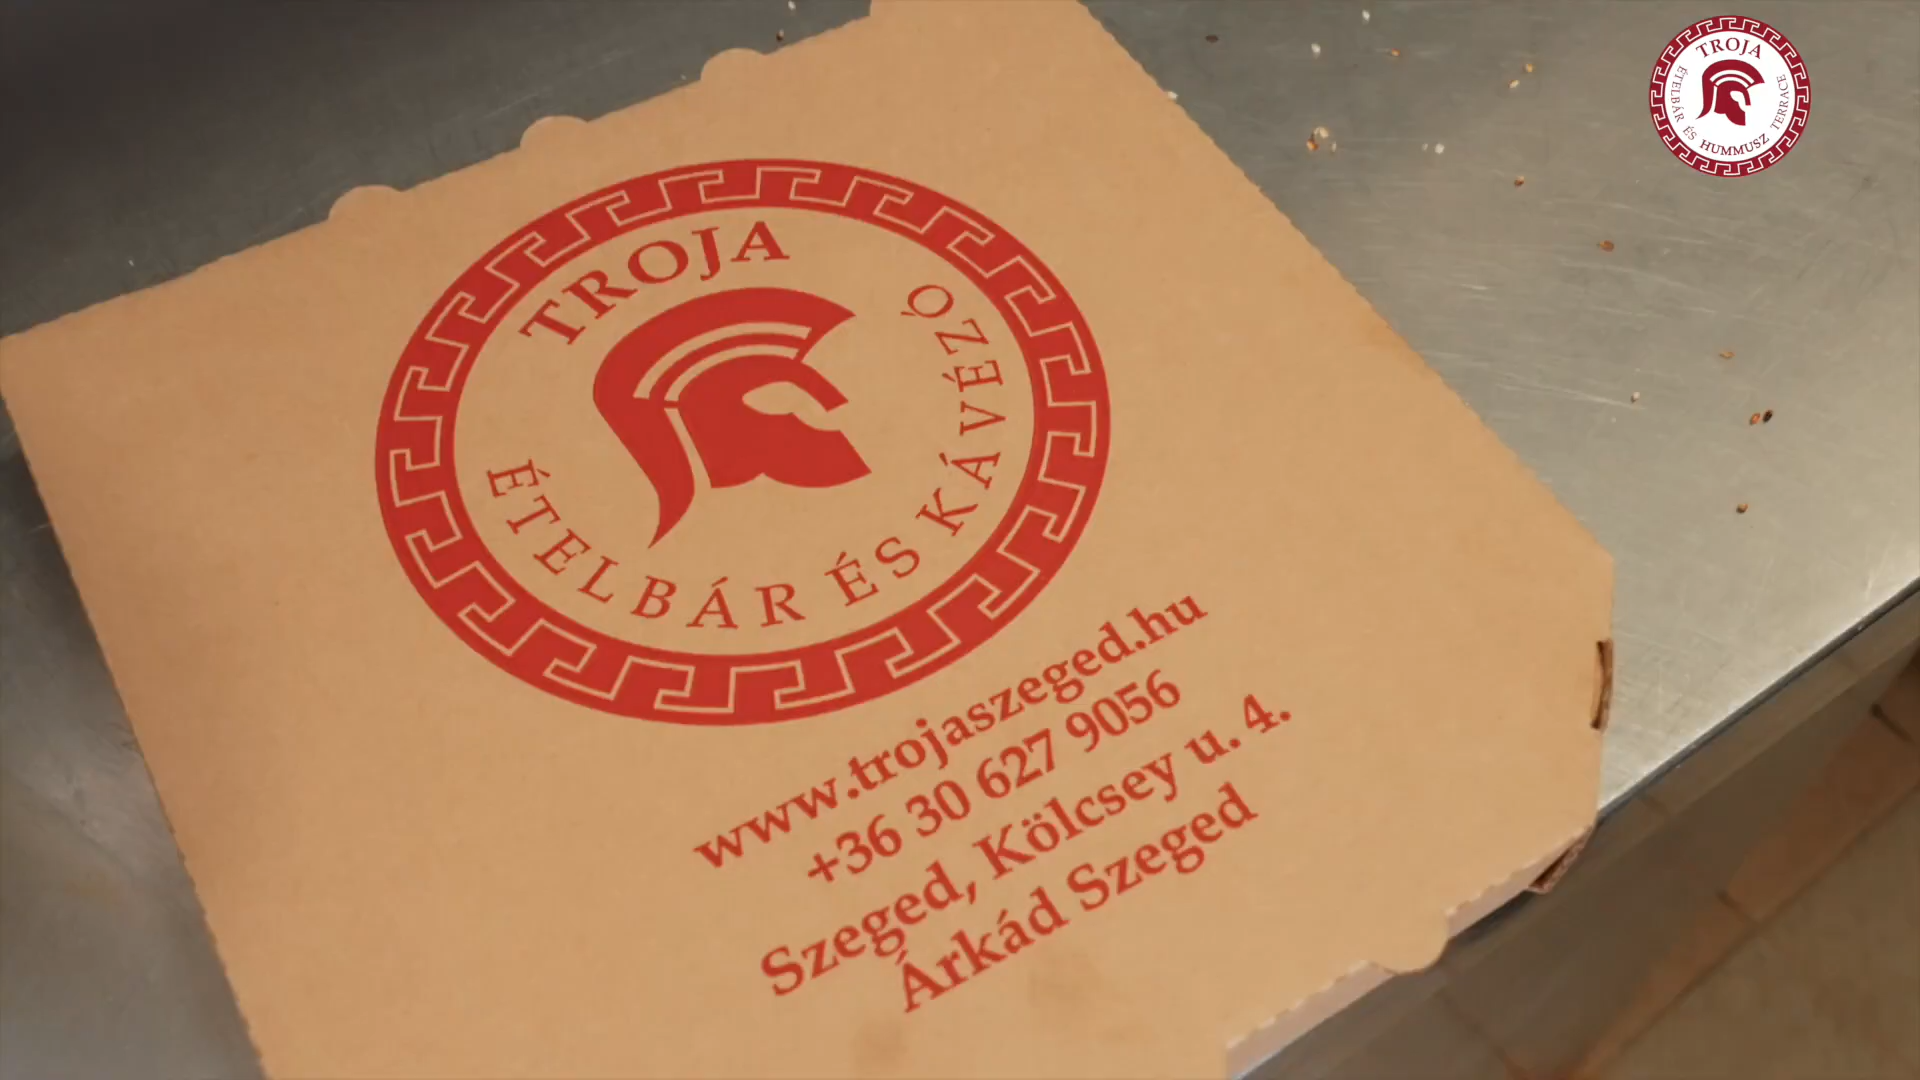 TROJA
ÉTELBÁR ÉS KÁVÉZÓ
www.trojaszeged.hu
+36 30 627 9056
Szeged, Kölcsey u. 4.
Árkád Szeged
TROJA
ÉTELBÁR ÉS HUMMUSZ TERRACE